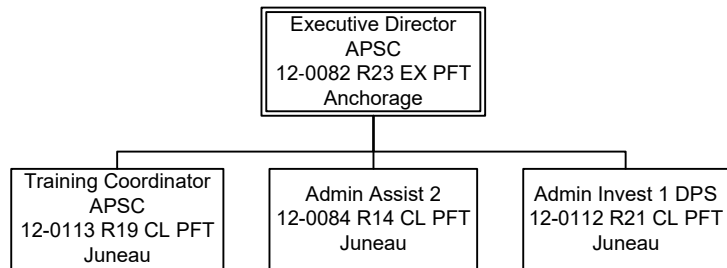 Executive Director
APSC
12-0082 R23 EX PFT
Anchorage
Training Coordinator
APSC
12-0113 R19 CL PFT
Juneau
Admin Assist 2
12-0084 R14 CL PFT
Juneau
Admin Invest 1 DPS
12-0112 R21 CL PFT
Juneau